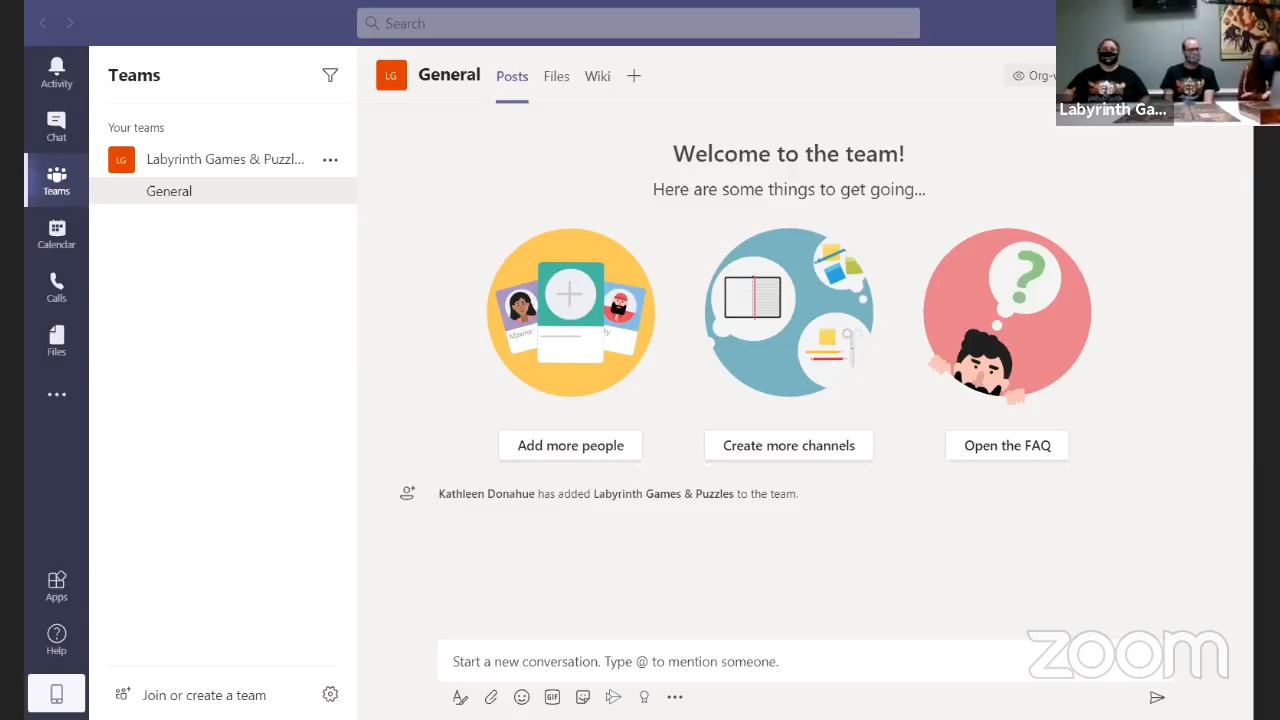 Search
Activity
Chat
Teams
Calendar
Calls
Files
Apps
Help
Teams
Your teams
LG
Labyrinth Games & Puzzl...
General
Join or create a team
LG
General
Posts
Files
Wiki
Org-w
Labyrinth Ga...
Welcome to the team!
Here are some things to get going...
Maxine
Add more people
Create more channels
?
Open the FAQ
Kathleen Donahue has added Labyrinth Games & Puzzles to the team.
Start a new conversation. Type @ to mention someone.
GIF
zoom